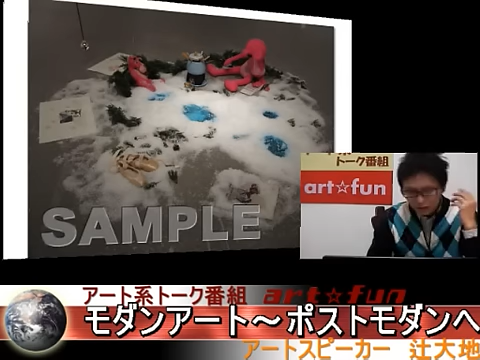 SAMPLE
トーク番組
art☆fun
アート系トーク番組 art☆fun
モダンアート～ポストモダンへ
アートスピーカー 辻大地